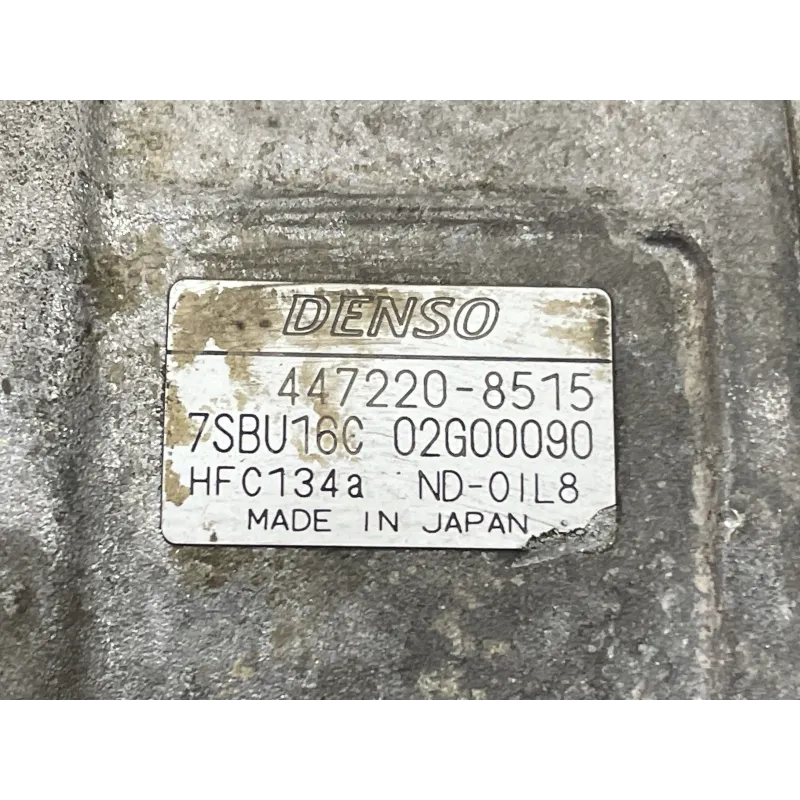 DENSO
447220-8515
7SBU16C 02G00090
HFC134a ND-OIL8
MADE IN JAPAN